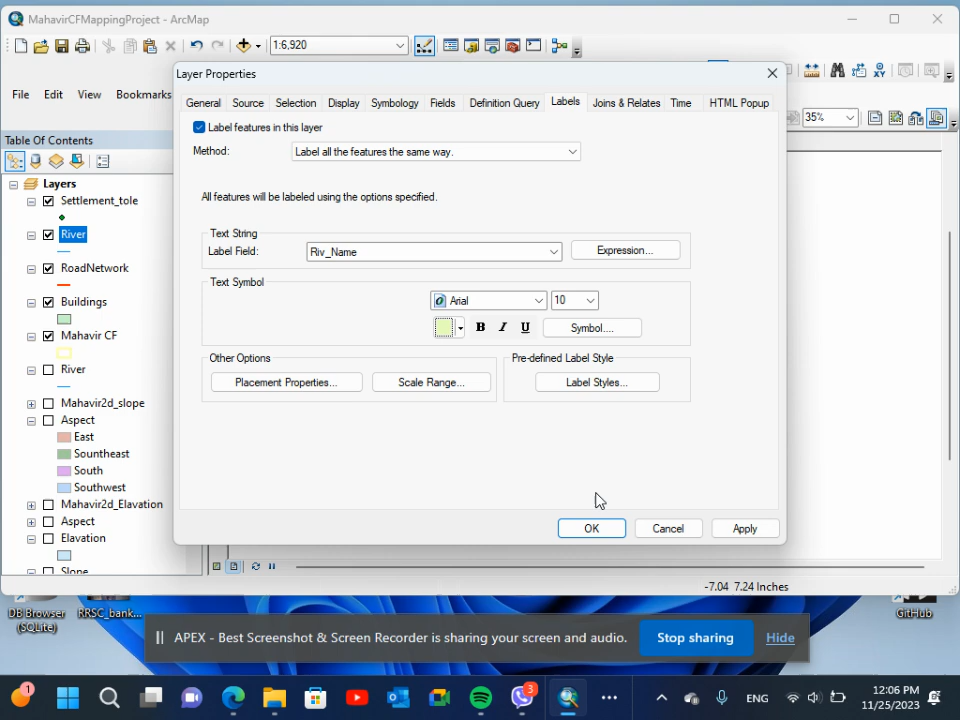 MahavirCFMappingProject - ArcMap
1:6,920
File Edit View Bookmarks
35%
Table Of Contents
Layers
Settlement_tole
River
RoadNetwork
Buildings
Mahavir CF
River
Mahavir2d_slope
Aspect
East
Sountheast
South
Southwest
Mahavir2d_Elavation
Aspect
Elavation
Slope
Layer Properties
General Source Selection Display Symbology Fields Definition Query Labels Joins & Relates Time HTML Popup
Label features in this layer
Method: Label all the features the same way.
All features will be labeled using the options specified.
Text String
Label Field: Riv_Name Expression...
Text Symbol
Arial 10
B I U Symbol....
Other Options Pre-defined Label Style
Placement Properties... Scale Range... Label Styles...
OK Cancel Apply
-7.04 7.24 Inches
DB Browser (SQLite)
RRSC_bank...
GitHub
APEX - Best Screenshot & Screen Recorder is sharing your screen and audio. Stop sharing Hide
1
3
ENG
12:06 PM
11/25/2023